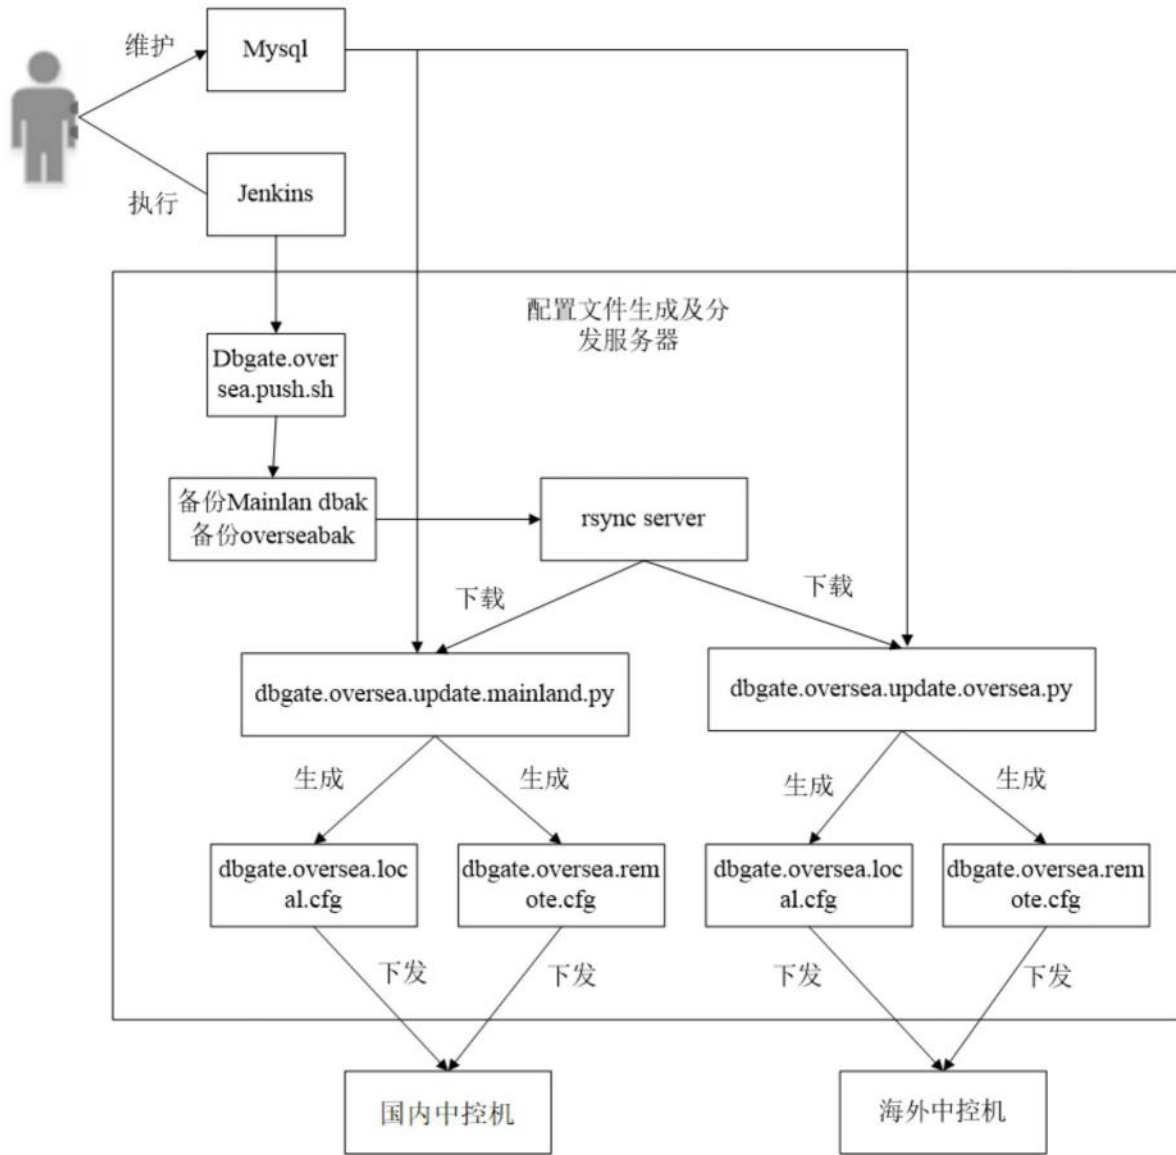 维护
Mysql
执行
Jenkins
配置文件生成及分
发服务器
Dbgate.over
sea.push.sh
备份Mainlan dbak
备份overseabak
rsync server
下载
下载
dbgate.oversea.update.mainland.py
dbgate.oversea.update.oversea.py
生成
生成
生成
生成
dbgate.oversea.loc
al.cfg
dbgate.oversea.rem
ote.cfg
dbgate.oversea.loc
al.cfg
dbgate.oversea.rem
ote.cfg
下发
下发
下发
下发
国内中控机
海外中控机